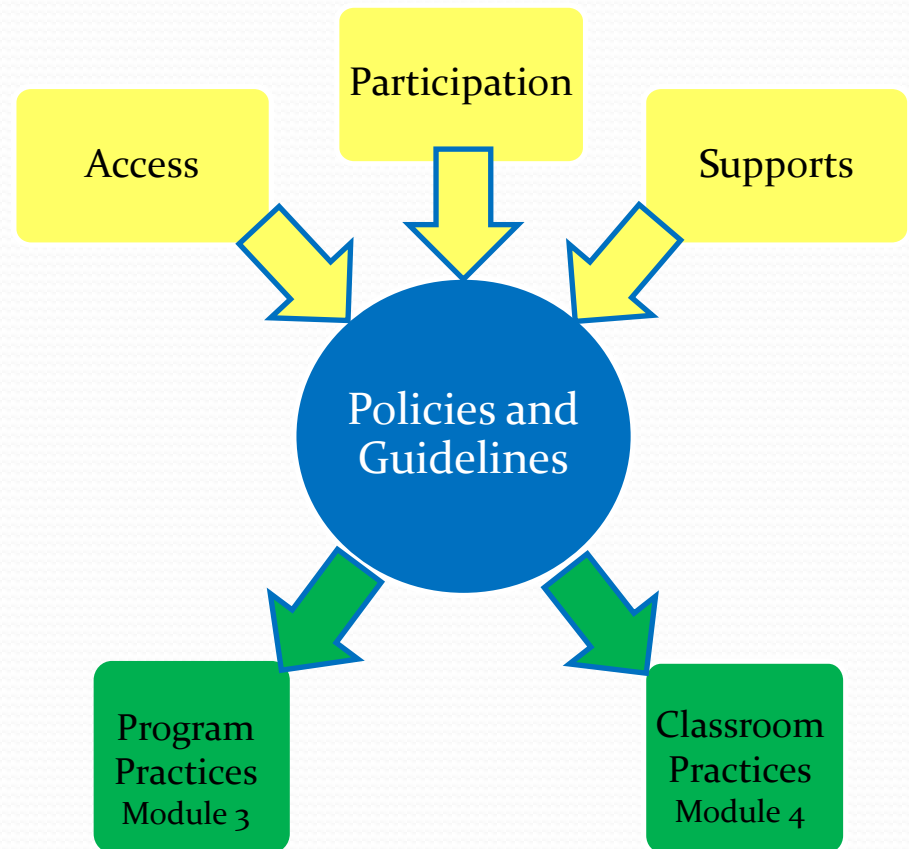 Participation
Access
Supports
Policies and
Guidelines
Program
Practices
Module 3
Classroom
Practices
Module 4